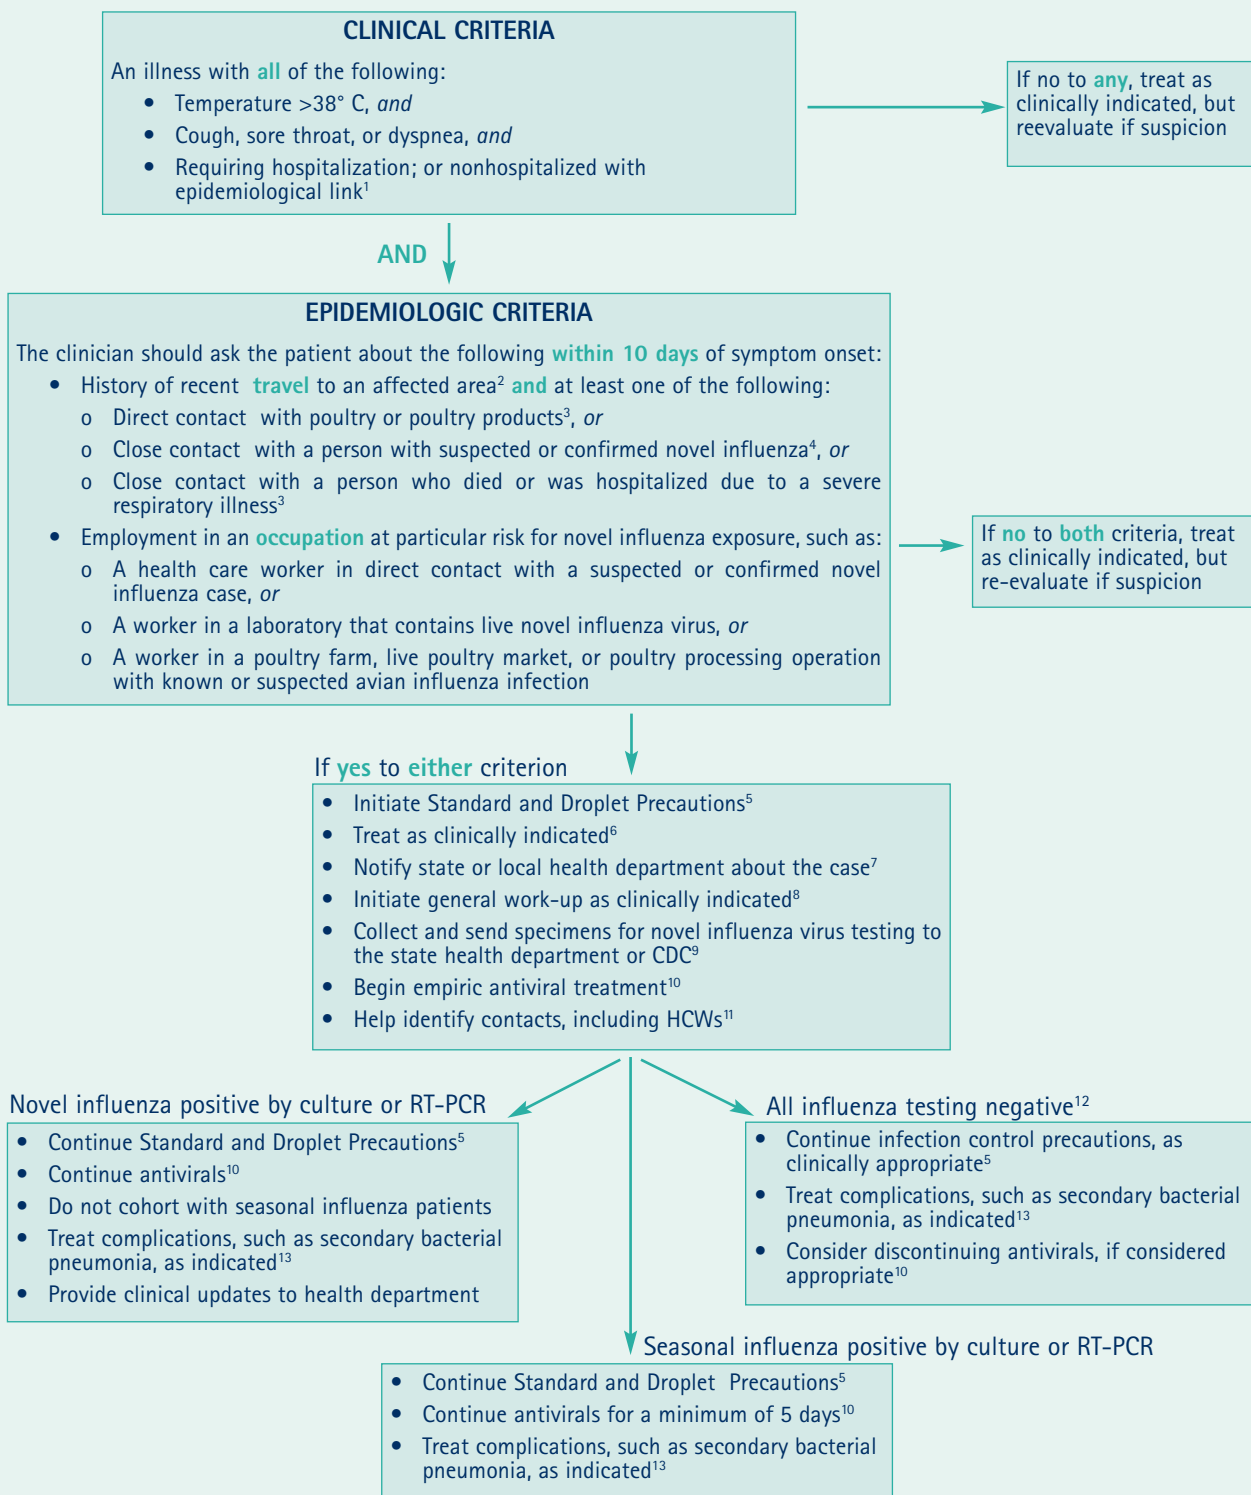 CLINICAL CRITERIA
An illness with all of the following:
• Temperature >38° C, and
• Cough, sore throat, or dyspnea, and
• Requiring hospitalization; or nonhospitalized with
epidemiological link¹
If no to any, treat as
clinically indicated, but
reevaluate if suspicion
AND
EPIDEMIOLOGIC CRITERIA
The clinician should ask the patient about the following within 10 days of symptom onset:
• History of recent travel to an affected area² and at least one of the following:
o Direct contact with poultry or poultry products³, or
o Close contact with a person with suspected or confirmed novel influenza⁴, or
o Close contact with a person who died or was hospitalized due to a severe
respiratory illness³
• Employment in an occupation at particular risk for novel influenza exposure, such as:
o A health care worker in direct contact with a suspected or confirmed novel
influenza case, or
o A worker in a laboratory that contains live novel influenza virus, or
o A worker in a poultry farm, live poultry market, or poultry processing operation
with known or suspected avian influenza infection
If no to both criteria, treat
as clinically indicated, but
re-evaluate if suspicion
If yes to either criterion
• Initiate Standard and Droplet Precautions⁵
• Treat as clinically indicated⁶
• Notify state or local health department about the case⁷
• Initiate general work-up as clinically indicated⁸
• Collect and send specimens for novel influenza virus testing to
the state health department or CDC⁹
• Begin empiric antiviral treatment¹⁰
• Help identify contacts, including HCWs¹¹
Novel influenza positive by culture or RT-PCR
• Continue Standard and Droplet Precautions⁵
• Continue antivirals¹⁰
• Do not cohort with seasonal influenza patients
• Treat complications, such as secondary bacterial
pneumonia, as indicated¹³
• Provide clinical updates to health department
All influenza testing negative¹²
• Continue infection control precautions, as
clinically appropriate⁵
• Treat complications, such as secondary bacterial
pneumonia, as indicated¹³
• Consider discontinuing antivirals, if considered
appropriate¹⁰
Seasonal influenza positive by culture or RT-PCR
• Continue Standard and Droplet Precautions⁵
• Continue antivirals for a minimum of 5 days¹⁰
• Treat complications, such as secondary bacterial
pneumonia, as indicated¹³